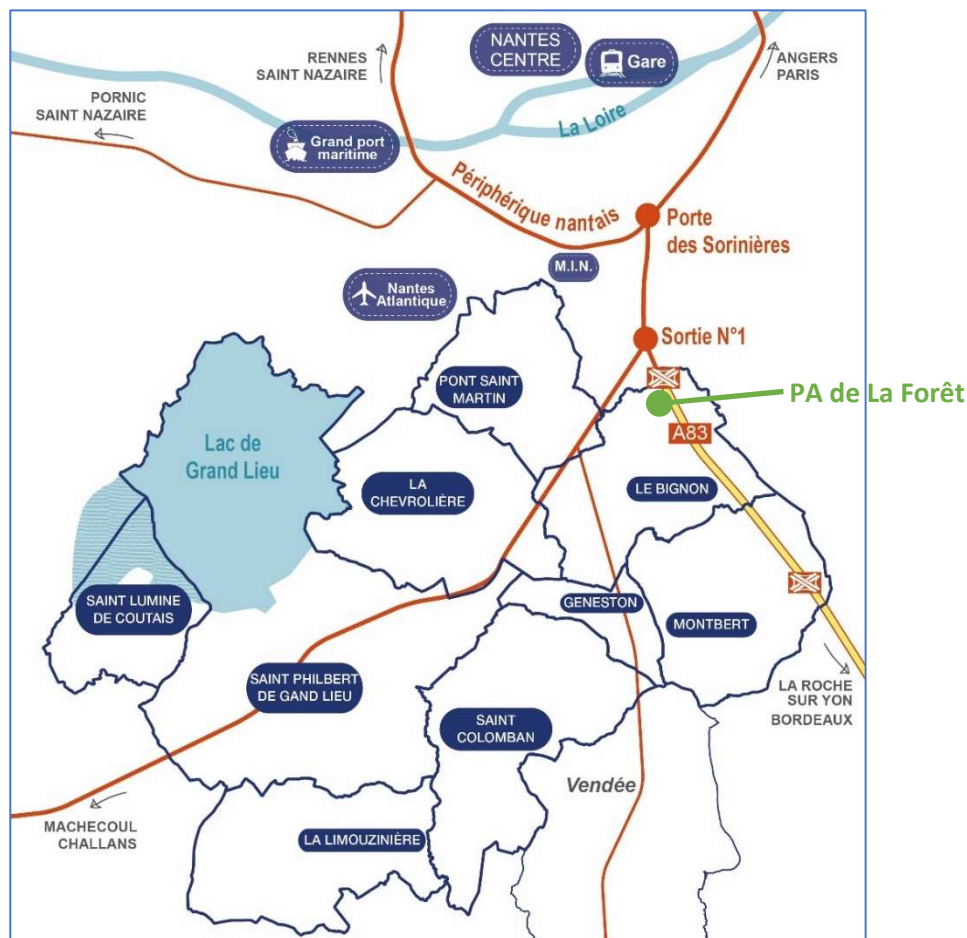 NANTES
CENTRE
Gare
RENNES
SAINT NAZAIRE
ANGERS
PARIS
PORNIC
SAINT NAZAIRE
La Loire
Grand port
maritime
Périphérique nantais
Porte
des Sorinières
M.I.N.
Nantes
Atlantique
Sortie N°1
PONT SAINT
MARTIN
PA de La Forêt
A83
Lac de
Grand Lieu
LA
CHEVROLIÈRE
LE BIGNON
SAINT LUMINE
DE COUTAIS
GENESTON
MONTBERT
SAINT PHILBERT
DE GAND LIEU
LA ROCHE
SUR YON
BORDEAUX
SAINT
COLOMBAN
Vendée
MACHECOUL
CHALLANS
LA LIMOUZINIÈRE